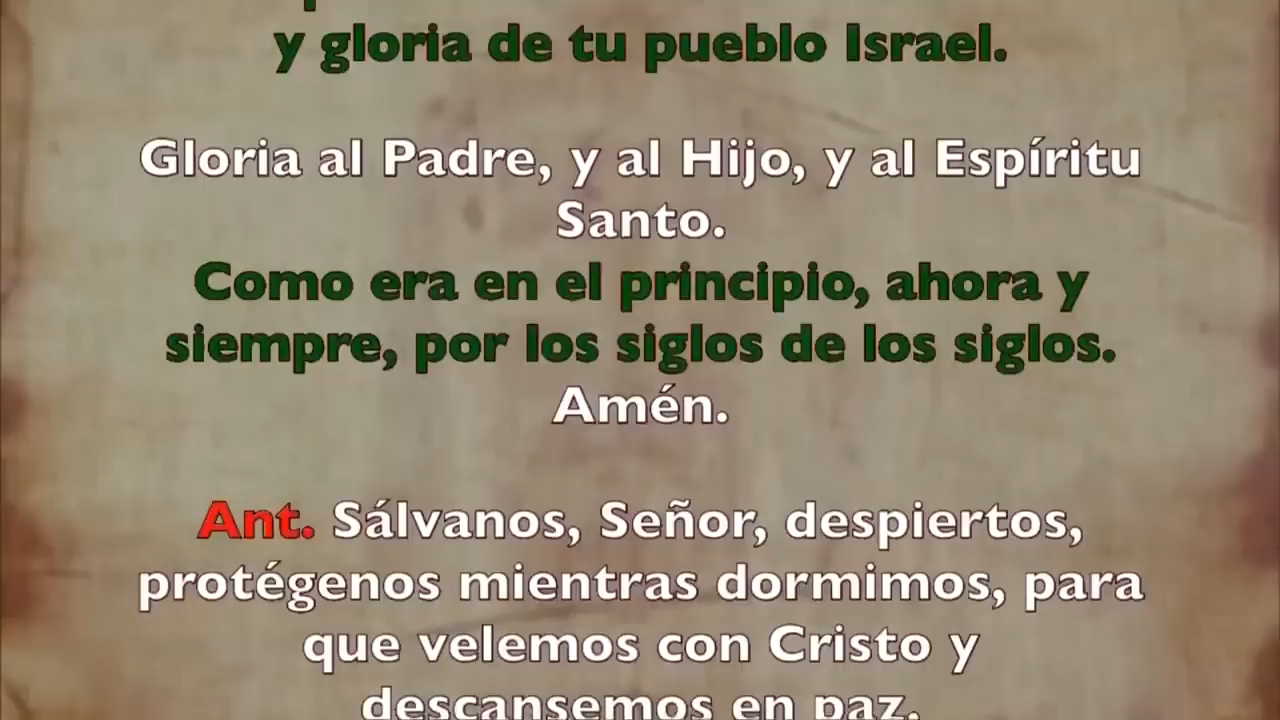 y gloria de tu pueblo Israel.
Gloria al Padre, y al Hijo, y al Espíritu
Santo.
Como era en el principio, ahora y
siempre, por los siglos de los siglos.
Amén.
Ant. Sálvanos, Señor, despiertos,
protégenos mientras dormimos, para
que velemos con Cristo y
descansemos en paz.